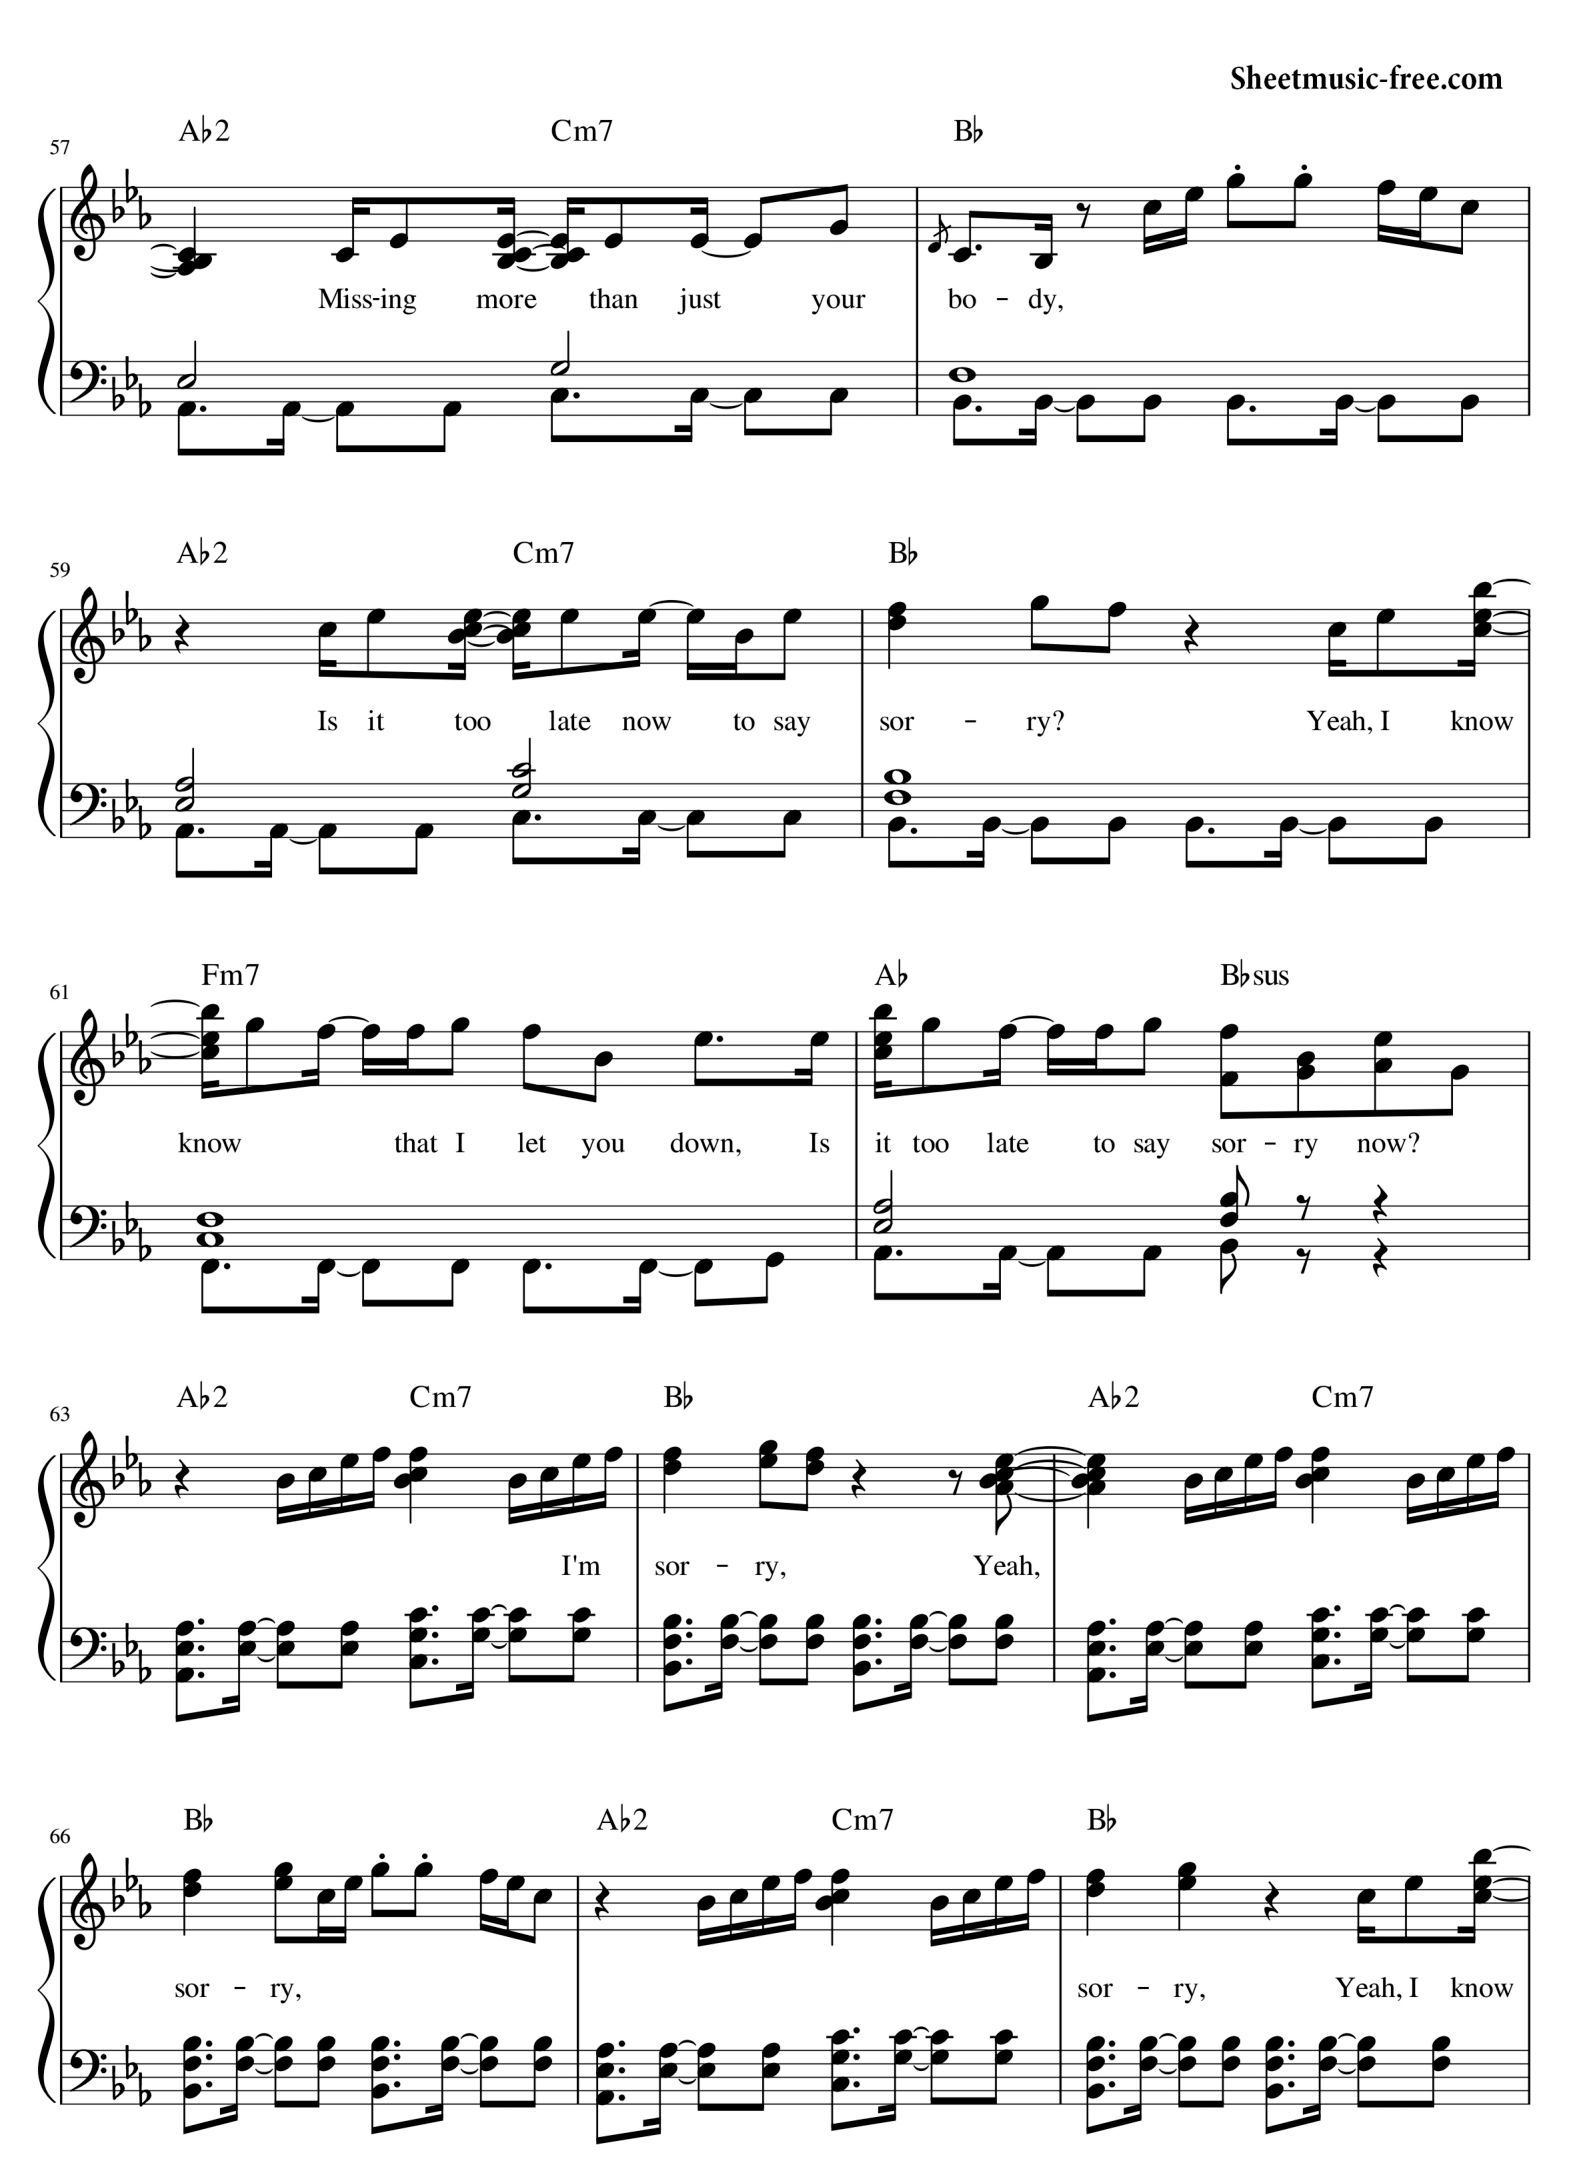 Sheetmusic-free.com
A♭2 Cm7 B♭
57
Miss-ing more than just your bo - dy,
A♭2 Cm7 B♭
59
Is it too late now to say sor - ry? Yeah, I know
Fm7 A♭ B♭sus
61
know that I let you down, Is it too late to say sor - ry now?
A♭2 Cm7 B♭ A♭2 Cm7
63
I'm sor - ry, Yeah,
B♭ A♭2 Cm7 B♭
66
sor - ry, sor - ry, Yeah, I know